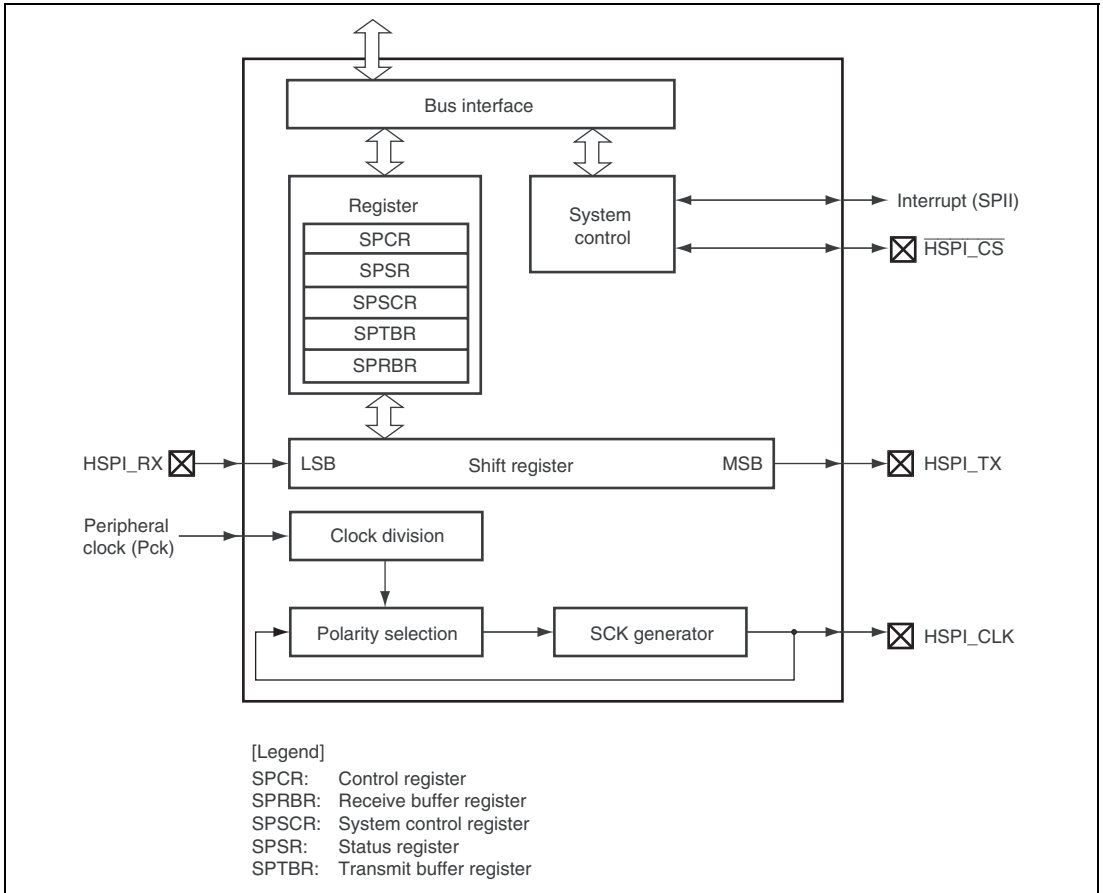 Bus interface
Register
SPCR
SPSR
SPSCR
SPTBR
SPRBR
System
control
Interrupt (SPII)
HSPI_CS
HSPI_RX
LSB
Shift register
MSB
HSPI_TX
Peripheral
clock (Pck)
Clock division
Polarity selection
SCK generator
HSPI_CLK
[Legend]
SPCR: Control register
SPRBR: Receive buffer register
SPSCR: System control register
SPSR: Status register
SPTBR: Transmit buffer register